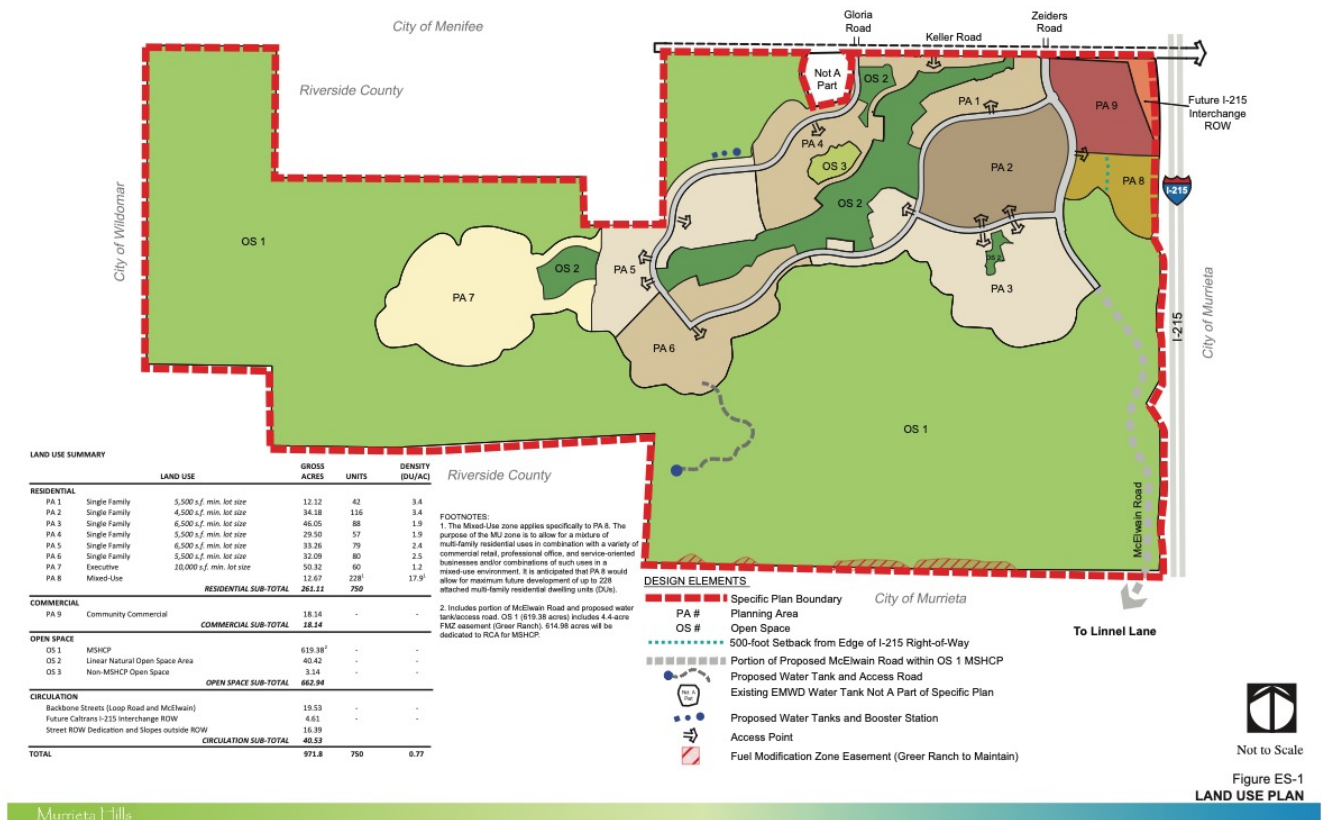 City of Menifee
Gloria
Road
Zeiders
Road
Keller Road
Riverside County
Not A
Part
OS 2
PA 1
PA 9
Future I-215
Interchange
ROW
PA 4
OS 3
PA 2
PA 8
I-215
City of Wildomar
OS 1
OS 2
OS 2
PA 5
OS 2
PA 7
PA 3
PA 6
I-215
City of Murrieta
OS 1
McElwain Road
Riverside County
LAND USE SUMMARY
LAND USE GROSS ACRES UNITS DENSITY (DU/AC)
RESIDENTIAL
PA 1 Single Family 5,500 s.f. min. lot size 12.12 42 3.4
PA 2 Single Family 4,500 s.f. min. lot size 34.18 116 3.4
PA 3 Single Family 6,500 s.f. min. lot size 46.05 88 1.9
PA 4 Single Family 5,500 s.f. min. lot size 29.50 57 1.9
PA 5 Single Family 6,500 s.f. min. lot size 33.26 79 2.4
PA 6 Single Family 5,500 s.f. min. lot size 32.09 80 2.5
PA 7 Executive 10,000 s.f. min. lot size 50.32 60 1.2
PA 8 Mixed-Use 12.67 228¹ 17.9¹
RESIDENTIAL SUB-TOTAL 261.11 750
COMMERCIAL
PA 9 Community Commercial 18.14 - -
COMMERCIAL SUB-TOTAL 18.14
OPEN SPACE
OS 1 MSHCP 619.38² - -
OS 2 Linear Natural Open Space Area 40.42 - -
OS 3 Non-MSHCP Open Space 3.14 - -
OPEN SPACE SUB-TOTAL 662.94
CIRCULATION
Backbone Streets (Loop Road and McElwain) 19.53 - -
Future Caltrans I-215 Interchange ROW 4.61 - -
Street ROW Dedication and Slopes outside ROW 16.39
CIRCULATION SUB-TOTAL 40.53
TOTAL 971.8 750 0.77
FOOTNOTES:
1. The Mixed-Use zone applies specifically to PA 8. The
purpose of the MU zone is to allow for a mixture of
multi-family residential uses in combination with a variety of
commercial retail, professional office, and service-oriented
businesses and/or combinations of such uses in a
mixed-use environment. It is anticipated that PA 8 would
allow for maximum future development of up to 228
attached multi-family residential dwelling units (DUs).
2. Includes portion of McElwain Road and proposed water
tank/access road. OS 1 (619.38 acres) includes 4.4-acre
FMZ easement (Greer Ranch). 614.98 acres will be
dedicated to RCA for MSHCP.
DESIGN ELEMENTS
Specific Plan Boundary
PA # Planning Area
OS # Open Space
500-foot Setback from Edge of I-215 Right-of-Way
Portion of Proposed McElwain Road within OS 1 MSHCP
Proposed Water Tank and Access Road
Not A
Part
Existing EMWD Water Tank Not A Part of Specific Plan
Proposed Water Tanks and Booster Station
Access Point
Fuel Modification Zone Easement (Greer Ranch to Maintain)
City of Murrieta
To Linnel Lane
Not to Scale
Figure ES-1
LAND USE PLAN
Murrieta Hills